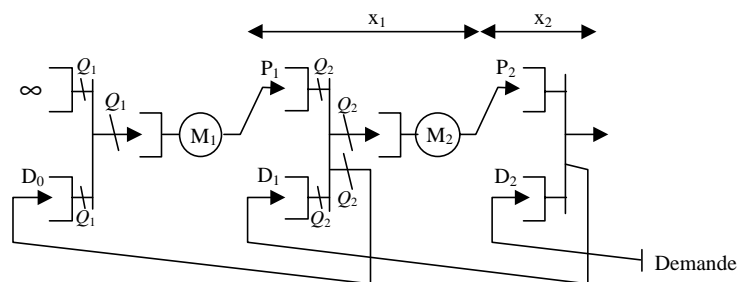 x1 x2
Q1 P1 Q2 P2
∞ Q1 Q2
M1 M2
D0 D1 Q2 D2
Q1 Q2
Demande